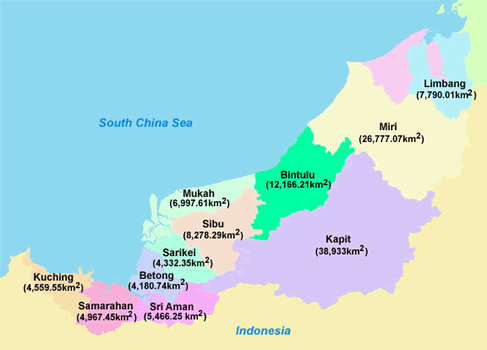 Limbang
(7,790.01km²)
South China Sea
Miri
(26,777.07km²)
Bintulu
(12,166.21km²)
Mukah
(6,997.61km²)
Sibu
(8,278.29km²)
Kapit
(38,933km²)
Sarikei
(4,332.35km²)
Kuching
(4,559.55km²)
Betong
(4,180.74km²)
Samarahan
(4,967.45km²)
Sri Aman
(5,466.25 km²)
Indonesia